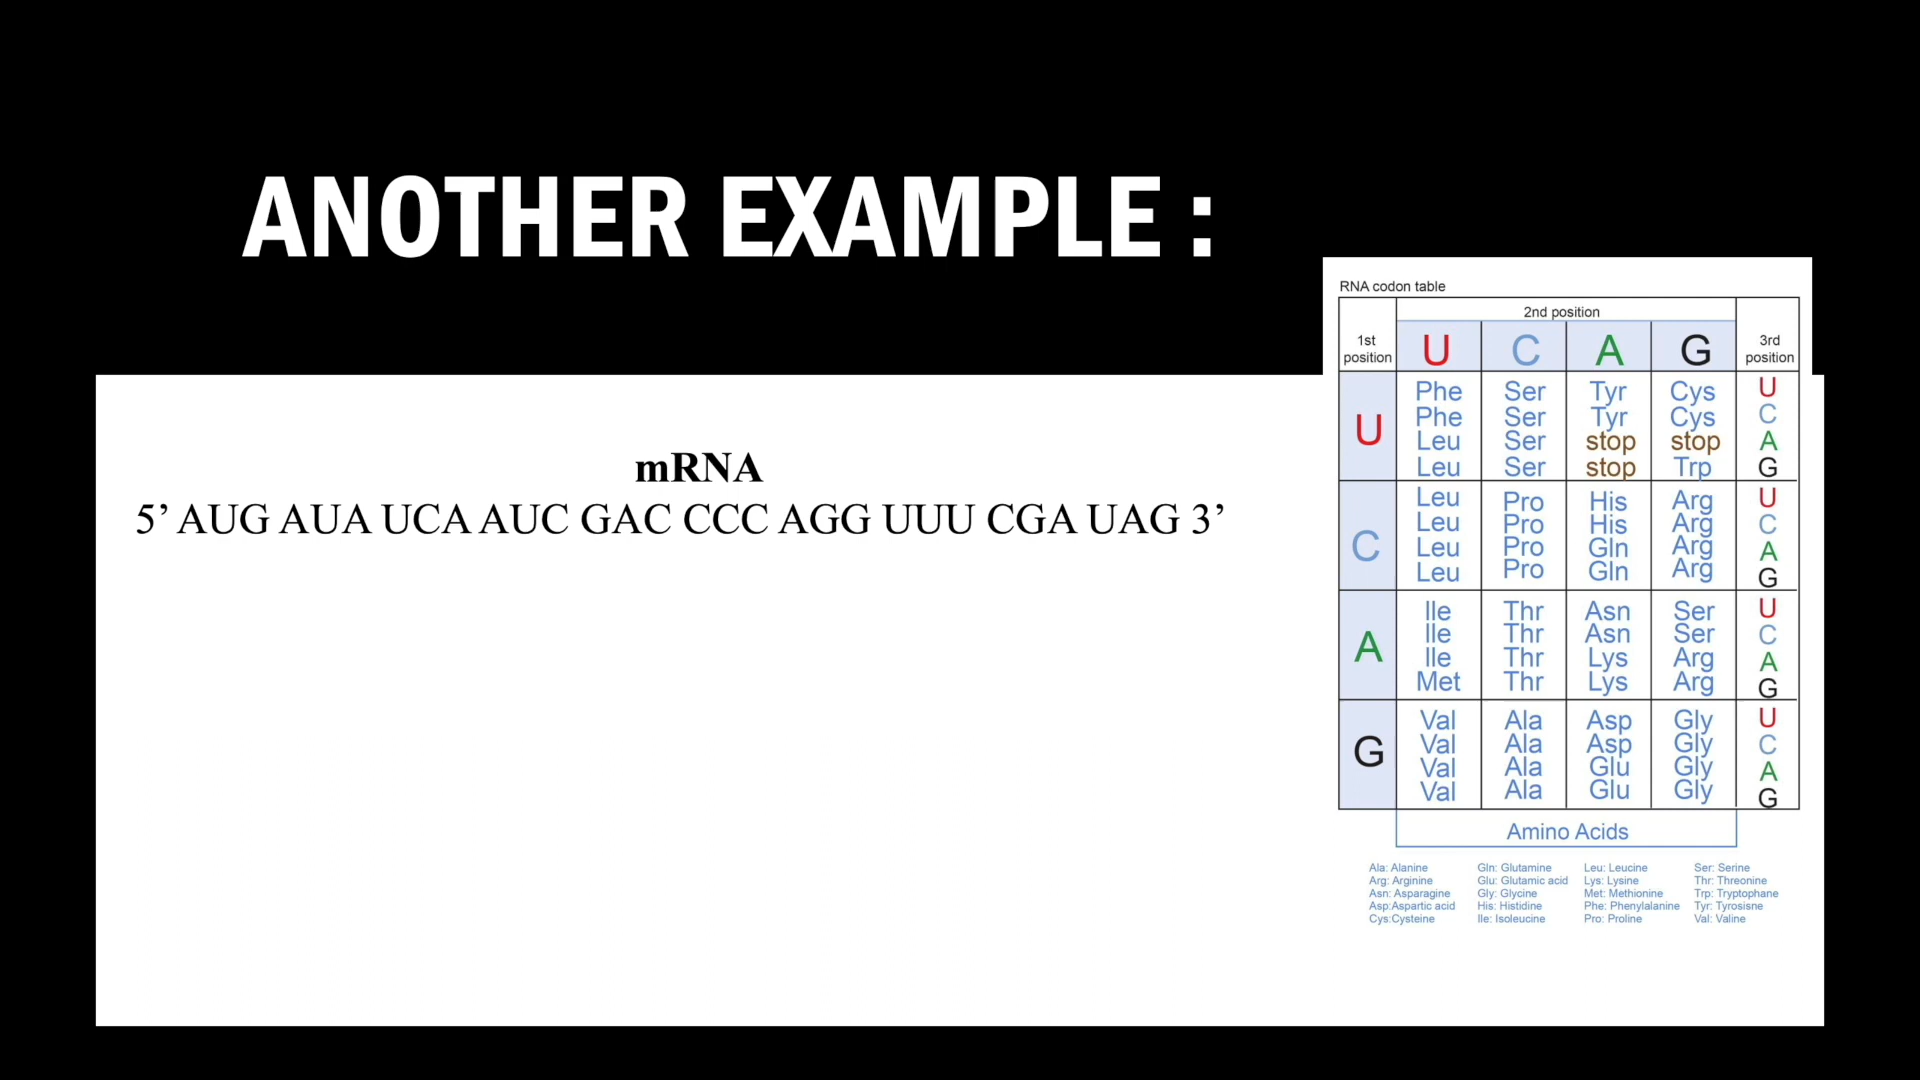 ANOTHER EXAMPLE :
mRNA
5’ AUG AUA UCA AUC GAC CCC AGG UUU CGA UAG 3’
RNA codon table
2nd position
1st position U C A G 3rd position
U Phe Ser Tyr Cys U
Phe Ser Tyr Cys C
Leu Ser stop stop A
Leu Ser stop Trp G
C Leu Pro His Arg U
Leu Pro His Arg C
Leu Pro Gln Arg A
Leu Pro Gln Arg G
A Ile Thr Asn Ser U
Ile Thr Asn Ser C
Ile Thr Lys Arg A
Met Thr Lys Arg G
G Val Ala Asp Gly U
Val Ala Asp Gly C
Val Ala Glu Gly A
Val Ala Glu Gly G
Amino Acids
Ala: Alanine Gln: Glutamine Leu: Leucine Ser: Serine
Arg: Arginine Glu: Glutamic acid Lys: Lysine Thr: Threonine
Asn: Asparagine Gly: Glycine Met: Methionine Trp: Tryptophane
Asp:Aspartic acid His: Histidine Phe: Phenylalanine Tyr: Tyrosisne
Cys:Cysteine Ile: Isoleucine Pro: Proline Val: Valine